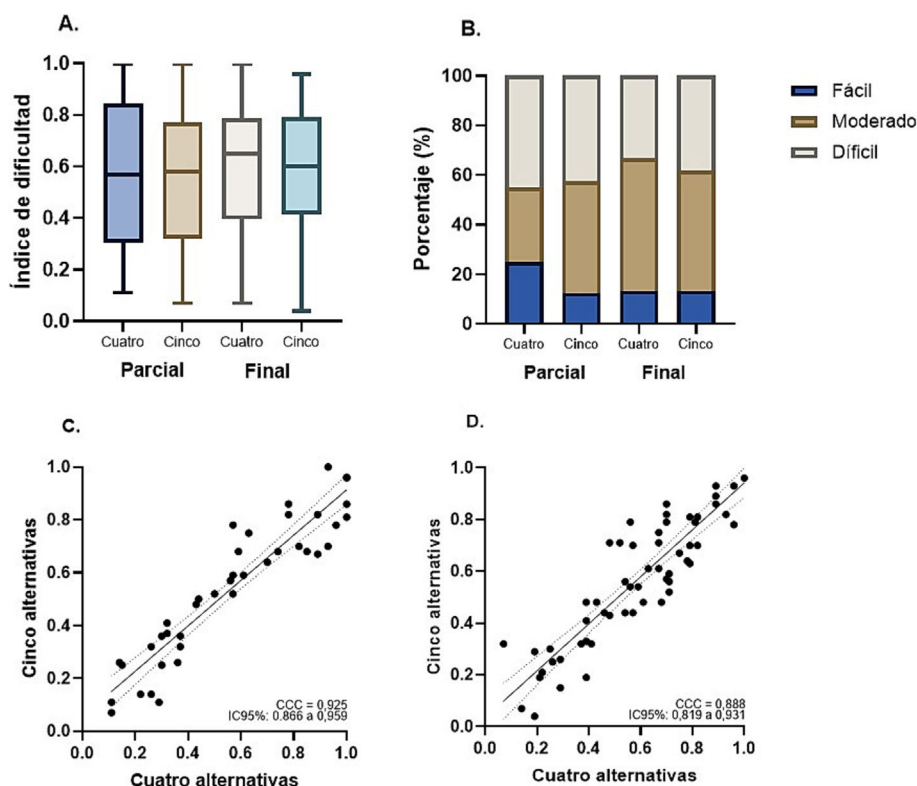 A.
Índice de dificultad
1.0
0.8
0.6
0.4
0.2
0.0
Cuatro Cinco Cuatro Cinco
Parcial Final
B.
Porcentaje (%)
100
80
60
40
20
0
Cuatro Cinco Cuatro Cinco
Parcial Final
Fácil
Moderado
Díficil
C.
Cinco alternativas
1.0
0.8
0.6
0.4
0.2
0.0
CCC = 0,925
IC95%: 0.866 a 0,959
0.0 0.2 0.4 0.6 0.8 1.0
Cuatro alternativas
D.
Cinco alternativas
1.0
0.8
0.6
0.4
0.2
0.0
CCC = 0,888
IC95%: 0,819 a 0,931
0.0 0.2 0.4 0.6 0.8 1.0
Cuatro alternativas